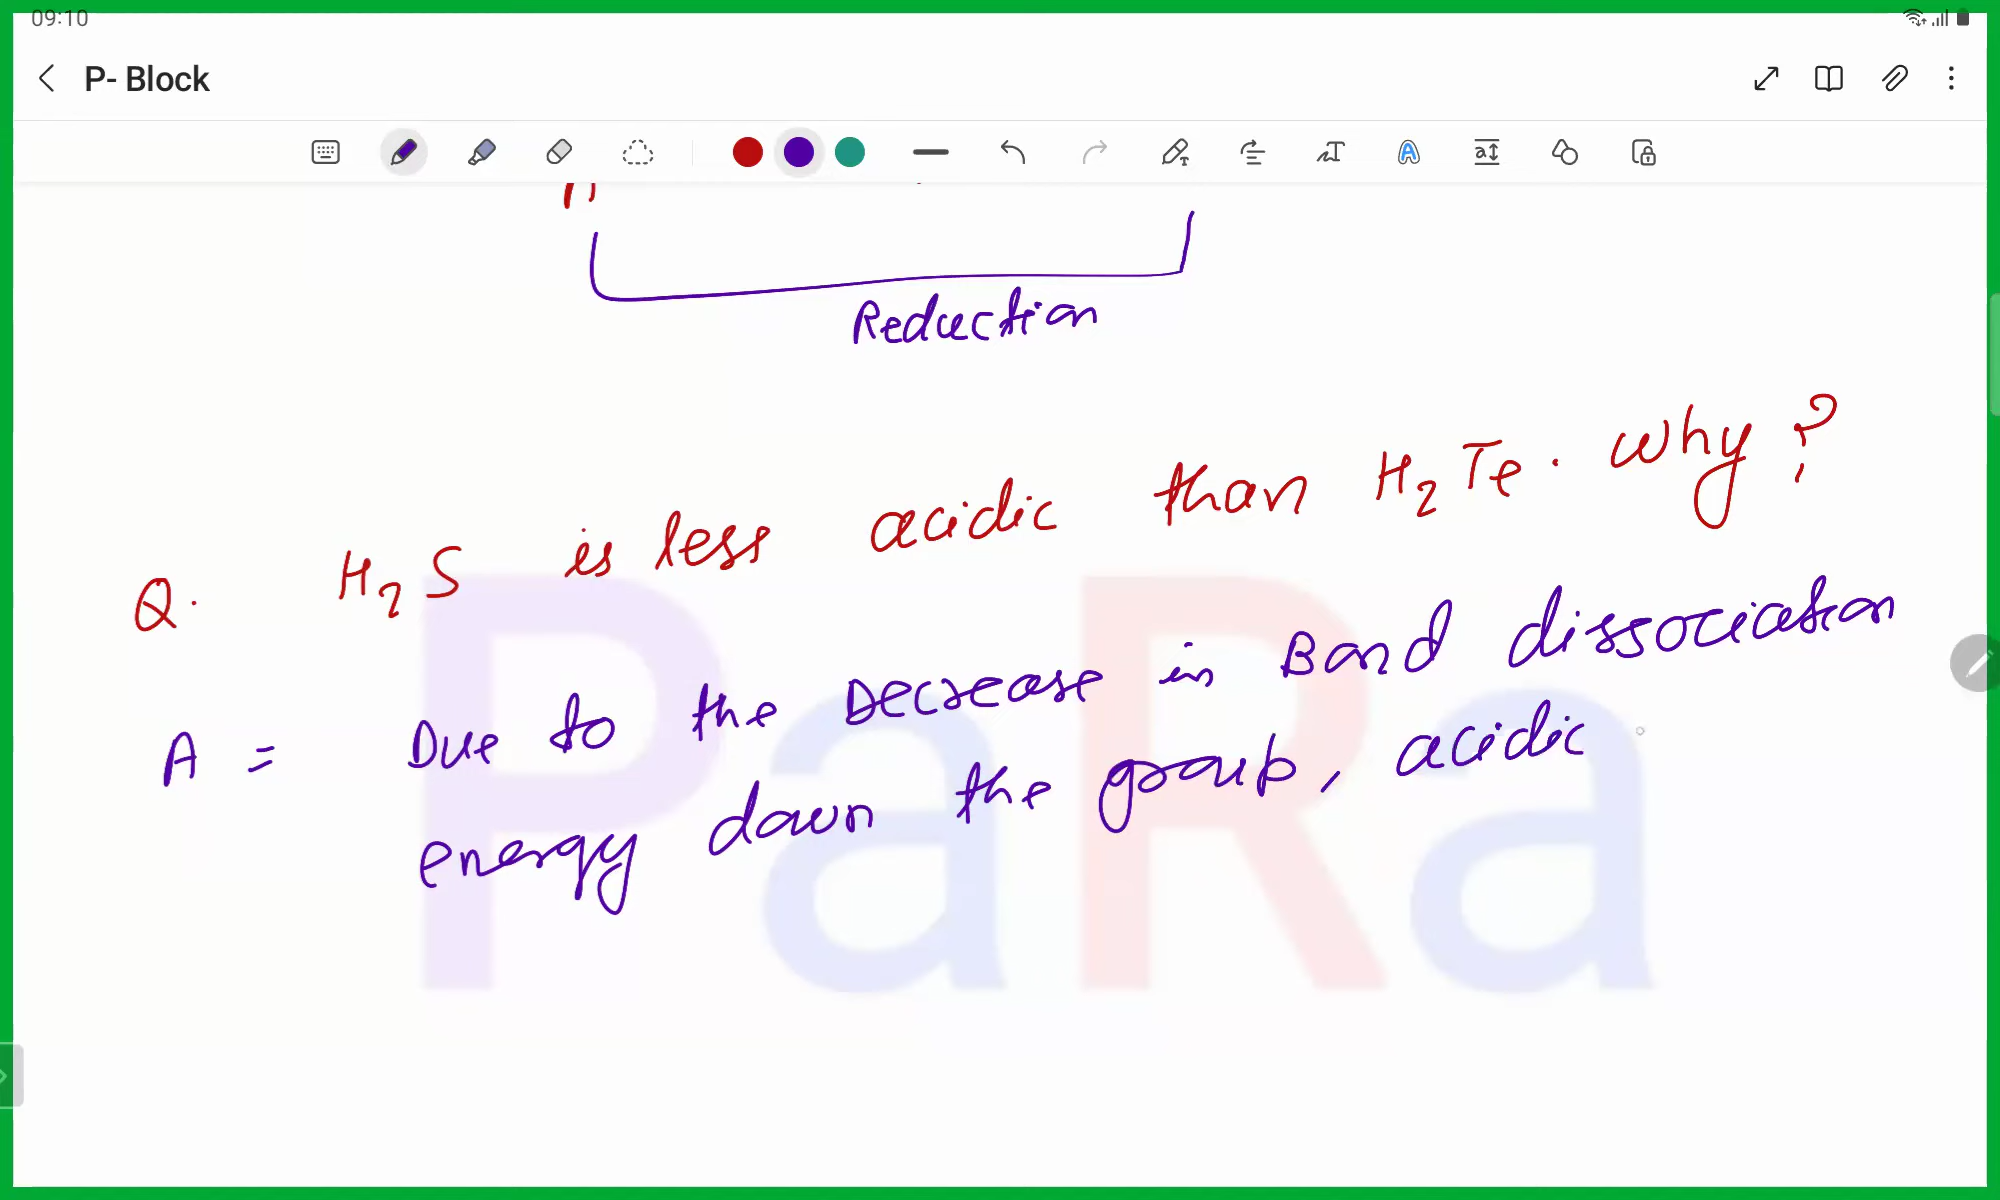 09:10
P- Block
Reduction
Q. H₂S is less acidic than H₂Te. why?
A = Due to the Decrease in Bond dissociation
energy down the group, acidic
PaRa